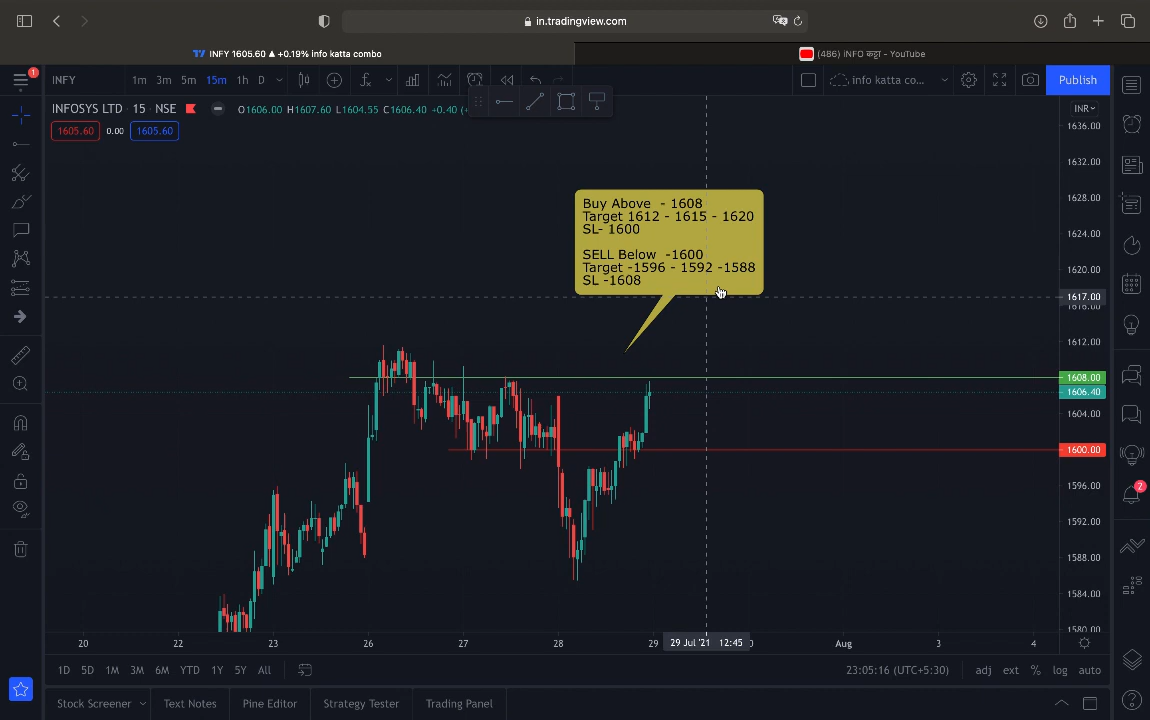 in.tradingview.com
INFY 1605.60 ▲ +0.19% info katta combo
(486) iNFO कट्टा - YouTube
1
INFY
1m 3m 5m 15m 1h D
info katta co...
Publish
INFOSYS LTD · 15 · NSE
O1606.00 H1607.60 L1604.55 C1606.40 +0.40 (+
INR
1605.60 0.00 1605.60
1636.00
1632.00
1628.00
1624.00
1620.00
1617.00
1616.00
1612.00
1608.00
1606.40
1604.00
1600.00
1596.00
1592.00
1588.00
1584.00
1580.00
Buy Above - 1608
Target 1612 - 1615 - 1620
SL- 1600
SELL Below -1600
Target -1596 - 1592 -1588
SL -1608
2
20 22 23 26 27 28 29 29 Jul '21 12:45 Aug 3 4
1D 5D 1M 3M 6M YTD 1Y 5Y All
23:05:16 (UTC+5:30) adj ext % log auto
Stock Screener Text Notes Pine Editor Strategy Tester Trading Panel